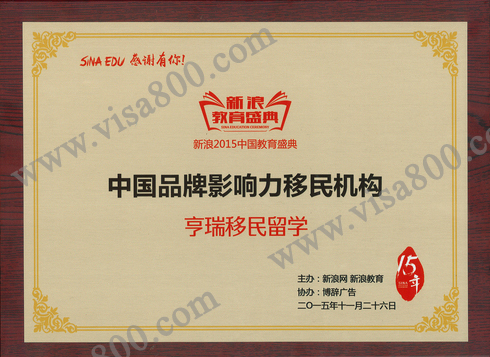 SINA EDU 感谢有你!
新浪
教育盛典
SINA EDUCATION CEREMONY
新浪2015中国教育盛典
中国品牌影响力移民机构
亨瑞移民留学
主办：新浪网 新浪教育
协办：博辞广告
二〇一五年十一月二十六日
15年
www.visa800.com
www.visa800.com
www.visa800.com
www.visa800.com